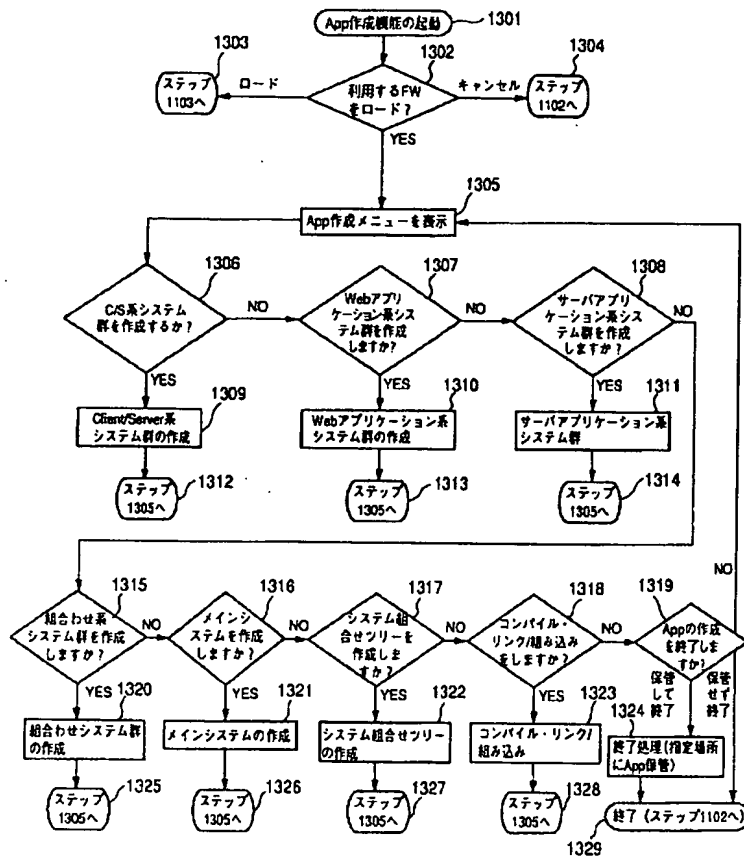 App作成機能の起動
1301
1303
1302
1304
ステップ
1103へ
ロード
利用するFW
をロード?
キャンセル
ステップ
1102へ
YES
1305
App作成メニューを表示
1306
1307
1308
C/S系システム
群を作成するか?
NO
Webアプリ
ケーション系シス
テム群を作成
しますか?
NO
サーバアプリ
ケーション系シス
テム群を作成
しますか?
NO
YES
1309
YES
1310
YES
1311
Client/Server系
システム群の作成
Webアプリケーション系
システム群の作成
サーバアプリケーション系
システム群
ステップ
1305へ
1312
ステップ
1305へ
1313
ステップ
1305へ
1314
1315
1316
1317
1318
NO
1319
組合わせ系
システム群を作成
しますか?
NO
メインシ
ステムを作成
しますか?
NO
システム組
合せツリーを
作成しま
すか?
NO
コンパイル・
リンク/組み込み
をしますか?
NO
Appの作成
を終了しま
すか?
YES
1320
YES
1321
YES
1322
YES
1323
保管
して
終了
保管
せず
終了
1324
組合わせシステム群
の作成
メインシステムの作成
システム組合せツリー
の作成
コンパイル・リンク/
組み込み
終了処理(指定場所
にApp保管)
ステップ
1305へ
1325
ステップ
1305へ
1326
ステップ
1305へ
1327
ステップ
1305へ
1328
終了(ステップ1102へ)
1329